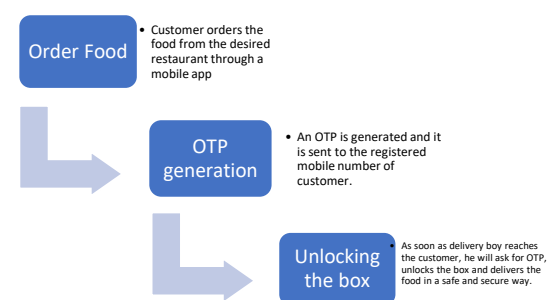 Order Food
• Customer orders the
food from the desired
restaurant through a
mobile app
OTP
generation
• An OTP is generated and it
is sent to the registered
mobile number of
customer.
Unlocking
the box
• As soon as delivery boy reaches
the customer, he will ask for OTP,
unlocks the box and delivers the
food in a safe and secure way.